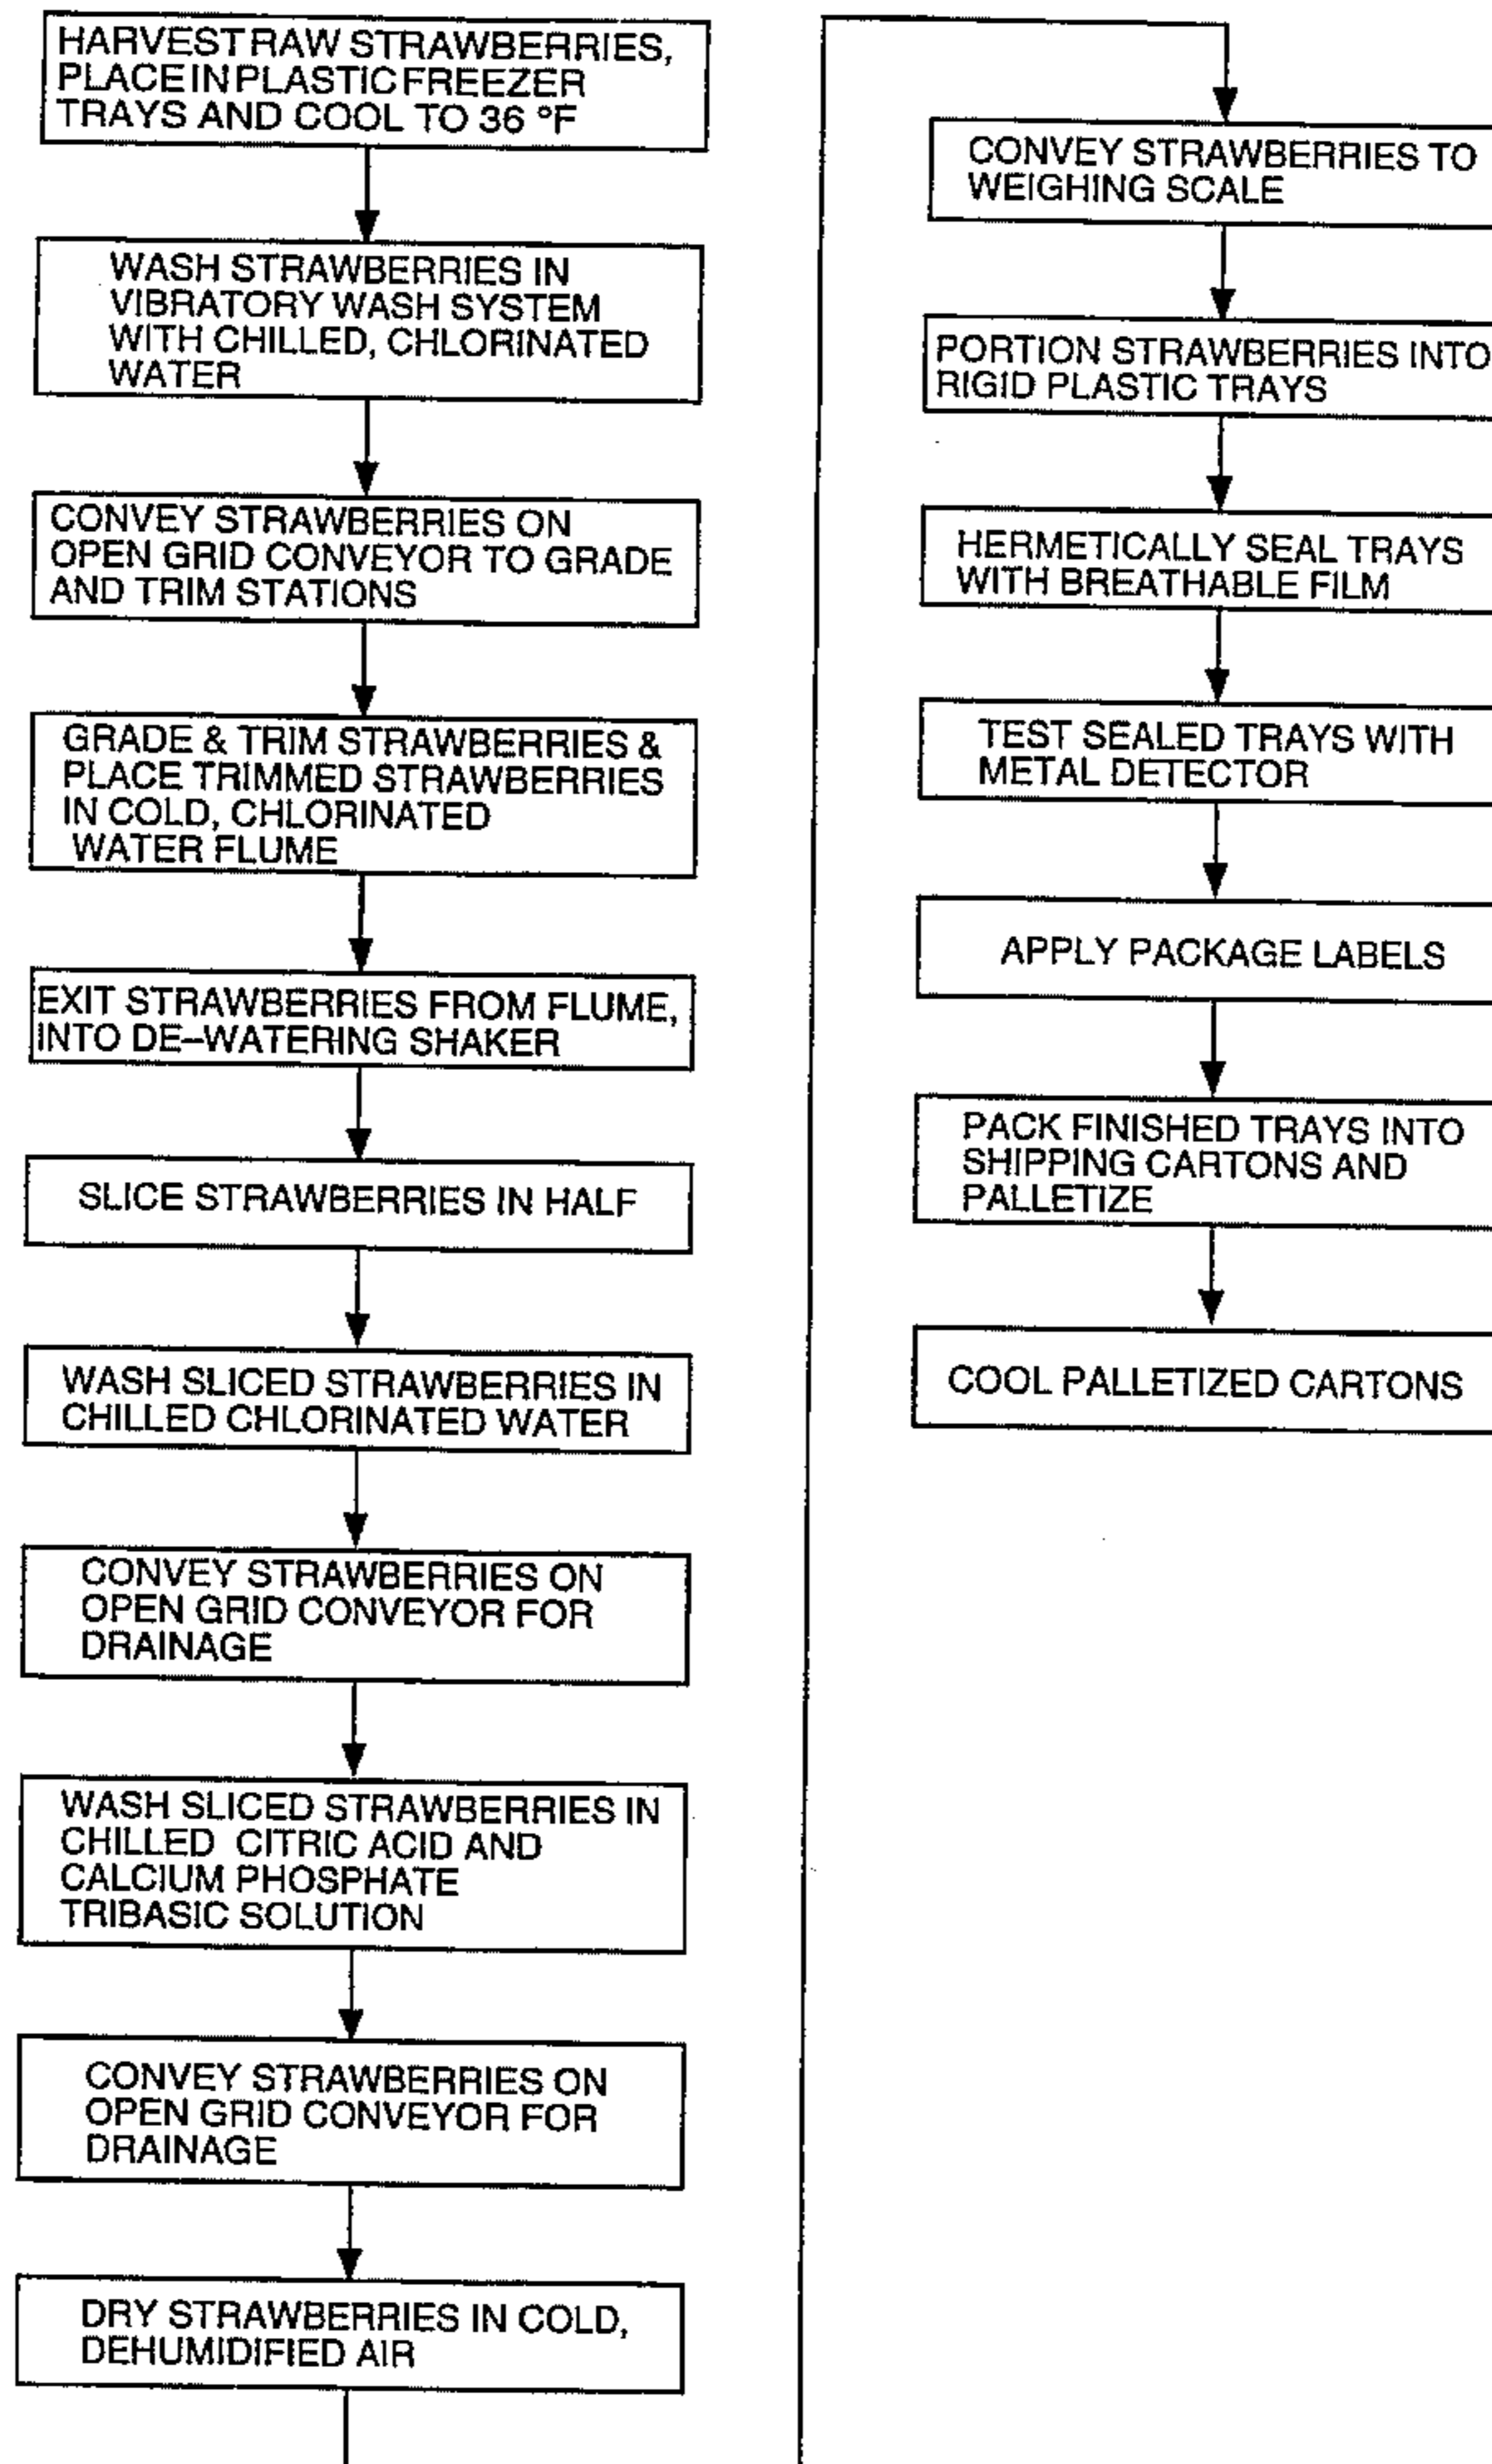 HARVEST RAW STRAWBERRIES,
PLACE IN PLASTIC FREEZER
TRAYS AND COOL TO 36 °F
WASH STRAWBERRIES IN
VIBRATORY WASH SYSTEM
WITH CHILLED, CHLORINATED
WATER
CONVEY STRAWBERRIES ON
OPEN GRID CONVEYOR TO GRADE
AND TRIM STATIONS
GRADE & TRIM STRAWBERRIES &
PLACE TRIMMED STRAWBERRIES
IN COLD, CHLORINATED
WATER FLUME
EXIT STRAWBERRIES FROM FLUME,
INTO DE–WATERING SHAKER
SLICE STRAWBERRIES IN HALF
WASH SLICED STRAWBERRIES IN
CHILLED CHLORINATED WATER
CONVEY STRAWBERRIES ON
OPEN GRID CONVEYOR FOR
DRAINAGE
WASH SLICED STRAWBERRIES IN
CHILLED CITRIC ACID AND
CALCIUM PHOSPHATE
TRIBASIC SOLUTION
CONVEY STRAWBERRIES ON
OPEN GRID CONVEYOR FOR
DRAINAGE
DRY STRAWBERRIES IN COLD,
DEHUMIDIFIED AIR
CONVEY STRAWBERRIES TO
WEIGHING SCALE
PORTION STRAWBERRIES INTO
RIGID PLASTIC TRAYS
HERMETICALLY SEAL TRAYS
WITH BREATHABLE FILM
TEST SEALED TRAYS WITH
METAL DETECTOR
APPLY PACKAGE LABELS
PACK FINISHED TRAYS INTO
SHIPPING CARTONS AND
PALLETIZE
COOL PALLETIZED CARTONS